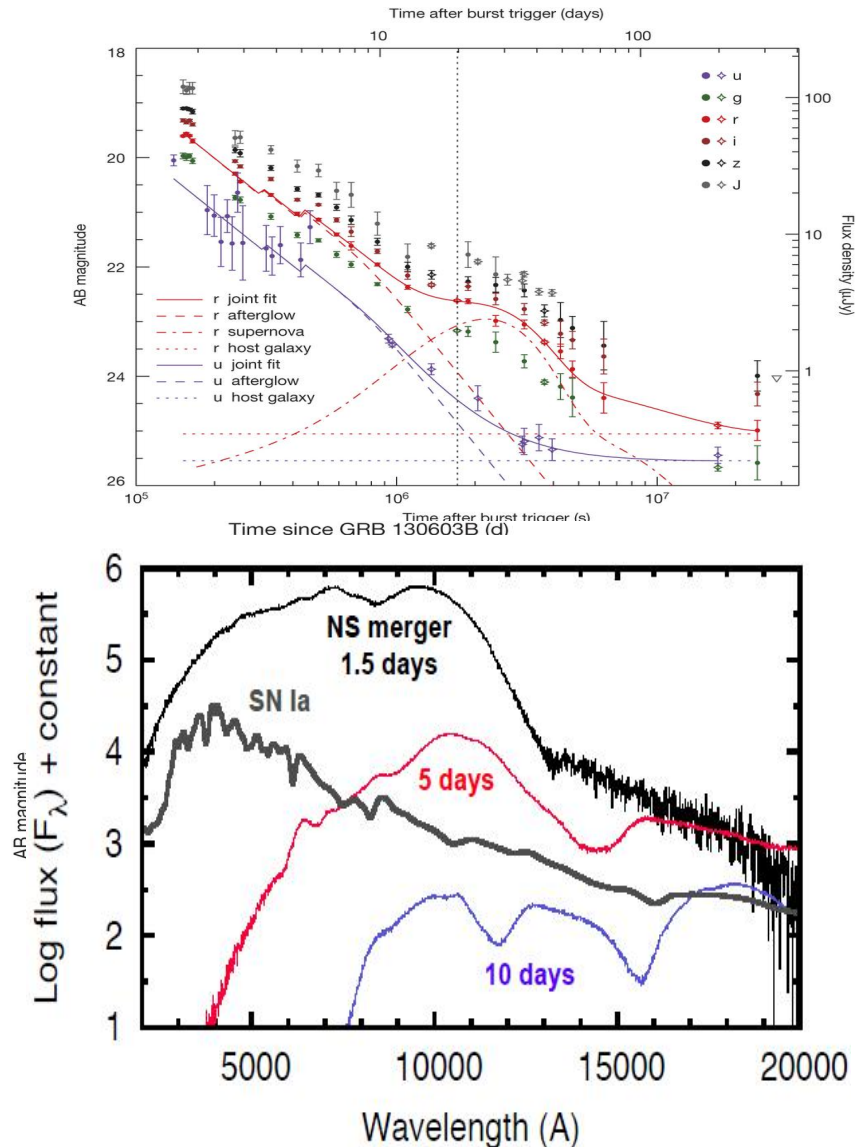 Time after burst trigger (days)
10 100
18
20
22
24
26
AB magnitude
100
10
1
Flux density (μJy)
u
g
r
i
z
J
r joint fit
r afterglow
r supernova
r host galaxy
u joint fit
u afterglow
u host galaxy
10⁵ 10⁶ 10⁷
Time after burst trigger (s)
Time since GRB 130603B (d)
6
5
4
3
2
1
AB magnitude
Log flux (Fλ) + constant
NS merger
1.5 days
SN Ia
5 days
10 days
5000 10000 15000 20000
Wavelength (A)